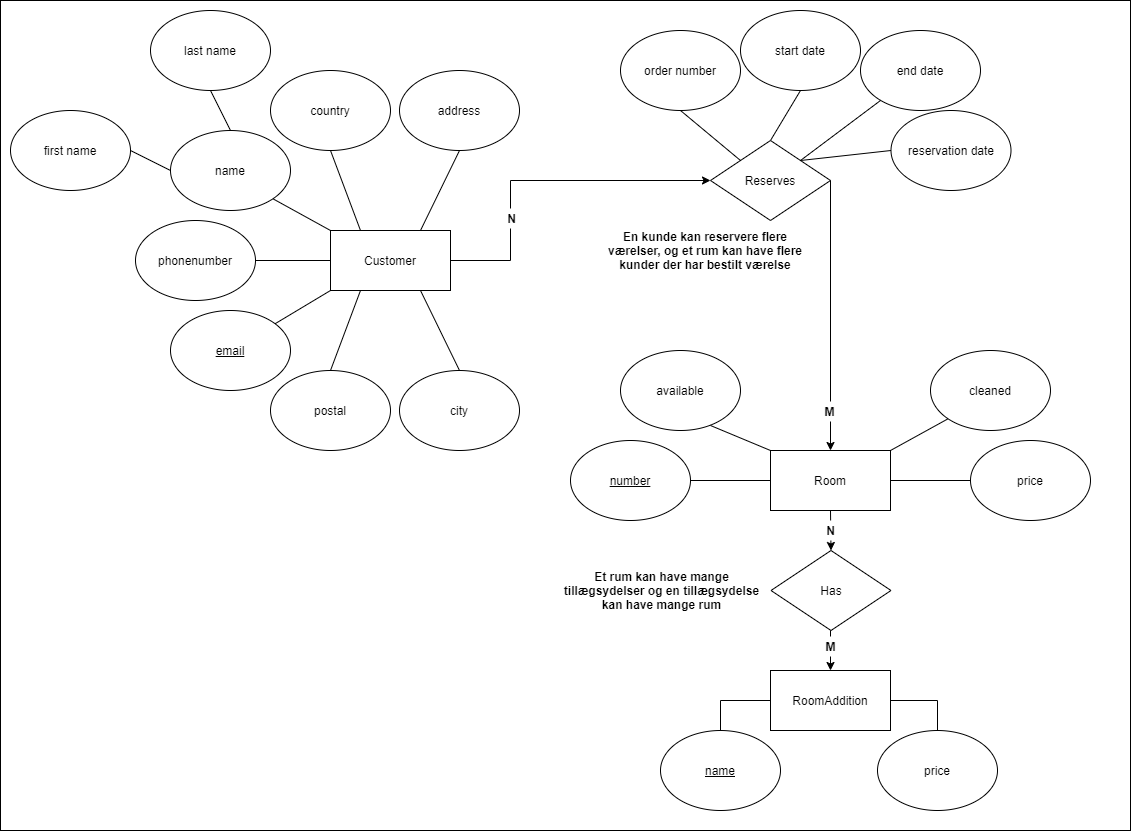 last name
start date
order number
end date
country
address
first name
reservation date
name
Reserves
N
En kunde kan reservere flere
værelser, og et rum kan have flere
kunder der har bestilt værelse
phonenumber
Customer
email
postal
city
available
cleaned
M
number
Room
price
N
Et rum kan have mange
tillægsydelser og en tillægsydelse
kan have mange rum
Has
M
RoomAddition
name
price